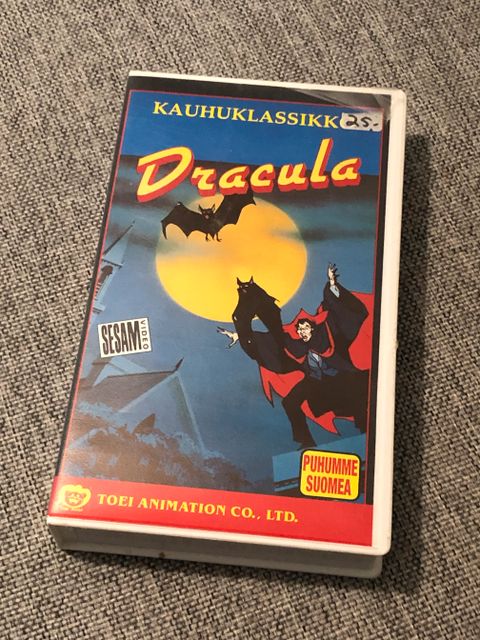 KAUHUKLASSIKK
25.-
Dracula
SESAM
VIDEO
PUHUMME
SUOMEA
TOEI ANIMATION CO., LTD.